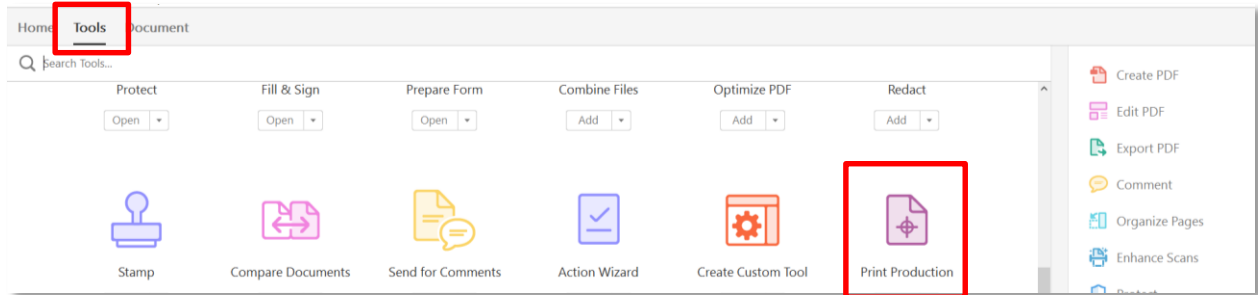 Home Tools Document
Search Tools...
Protect Fill & Sign Prepare Form Combine Files Optimize PDF Redact
Open Open Open Add Add Add
Stamp Compare Documents Send for Comments Action Wizard Create Custom Tool Print Production
Create PDF
Edit PDF
Export PDF
Comment
Organize Pages
Enhance Scans
Protect